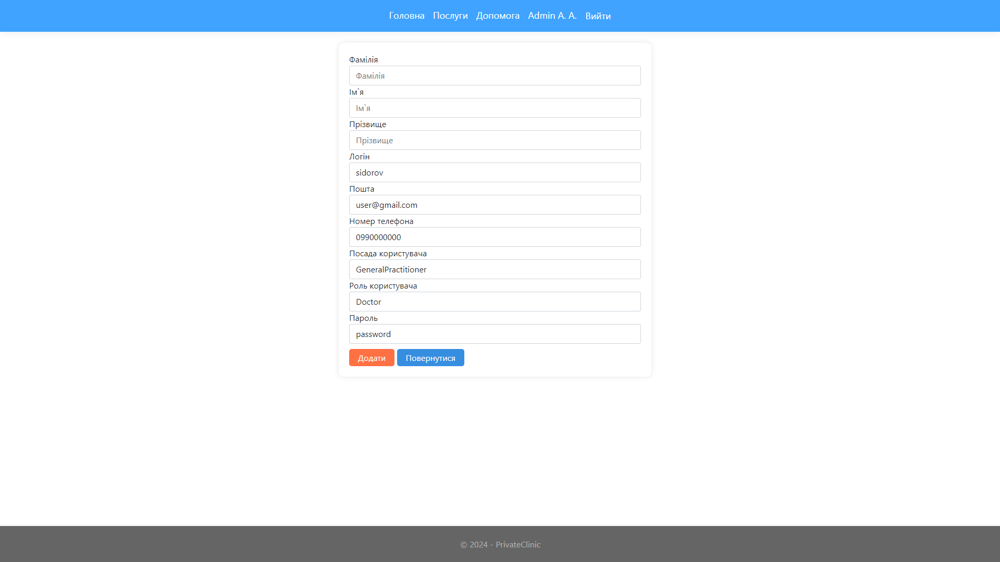 Головна Послуги Допомога Admin A. A. Вийти
Фамілія
Фамілія
Ім`я
Ім`я
Прізвище
Прізвище
Логін
sidorov
Пошта
user@gmail.com
Номер телефона
0990000000
Посада користувача
GeneralPractitioner
Роль користувача
Doctor
Пароль
password
Додати Повернутися
© 2024 - PrivateClinic